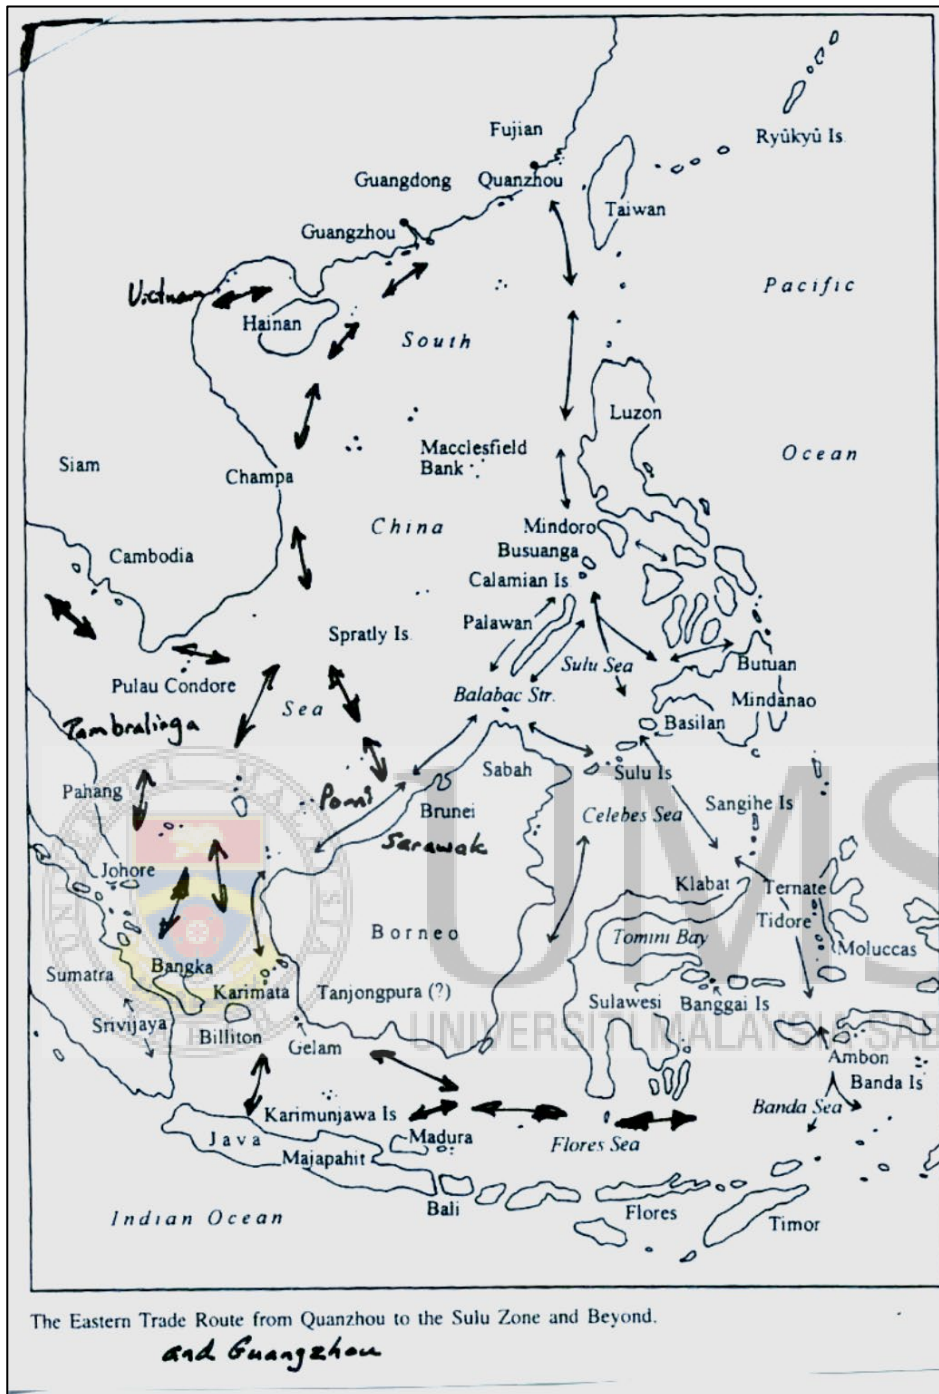 Fujian
Ryûkyû Is.
Guangdong
Quanzhou
Taiwan
Guangzhou
Vietnam
Pacific
Hainan
South
Luzon
Macclesfield
Bank
Ocean
Siam
Champa
China
Mindoro
Busuanga
Cambodia
Calamian Is
Palawan
Spratly Is.
Sulu Sea
Butuan
Pulau Condore
Sea
Balabac Str.
Mindanao
Basilan
Tambralinga
Sabah
Sulu Is
Pahang
Poni
Brunei
Celebes Sea
Sangihe Is
Sarawak
Johore
Klabat
Ternate
Tidore
Borneo
Tomini Bay
Moluccas
Sumatra
Bangka
Karimata
Tanjongpura (?)
Sulawesi
Banggai Is
Srivijaya
Billiton
Gelam
UMS
UNIVERSITI MALAYSIA SAB
Ambon
Banda Is
Karimunjawa Is
Banda Sea
Java
Madura
Flores Sea
Majapahit
Bali
Flores
Indian Ocean
Timor
The Eastern Trade Route from Quanzhou to the Sulu Zone and Beyond.
and Guangzhou